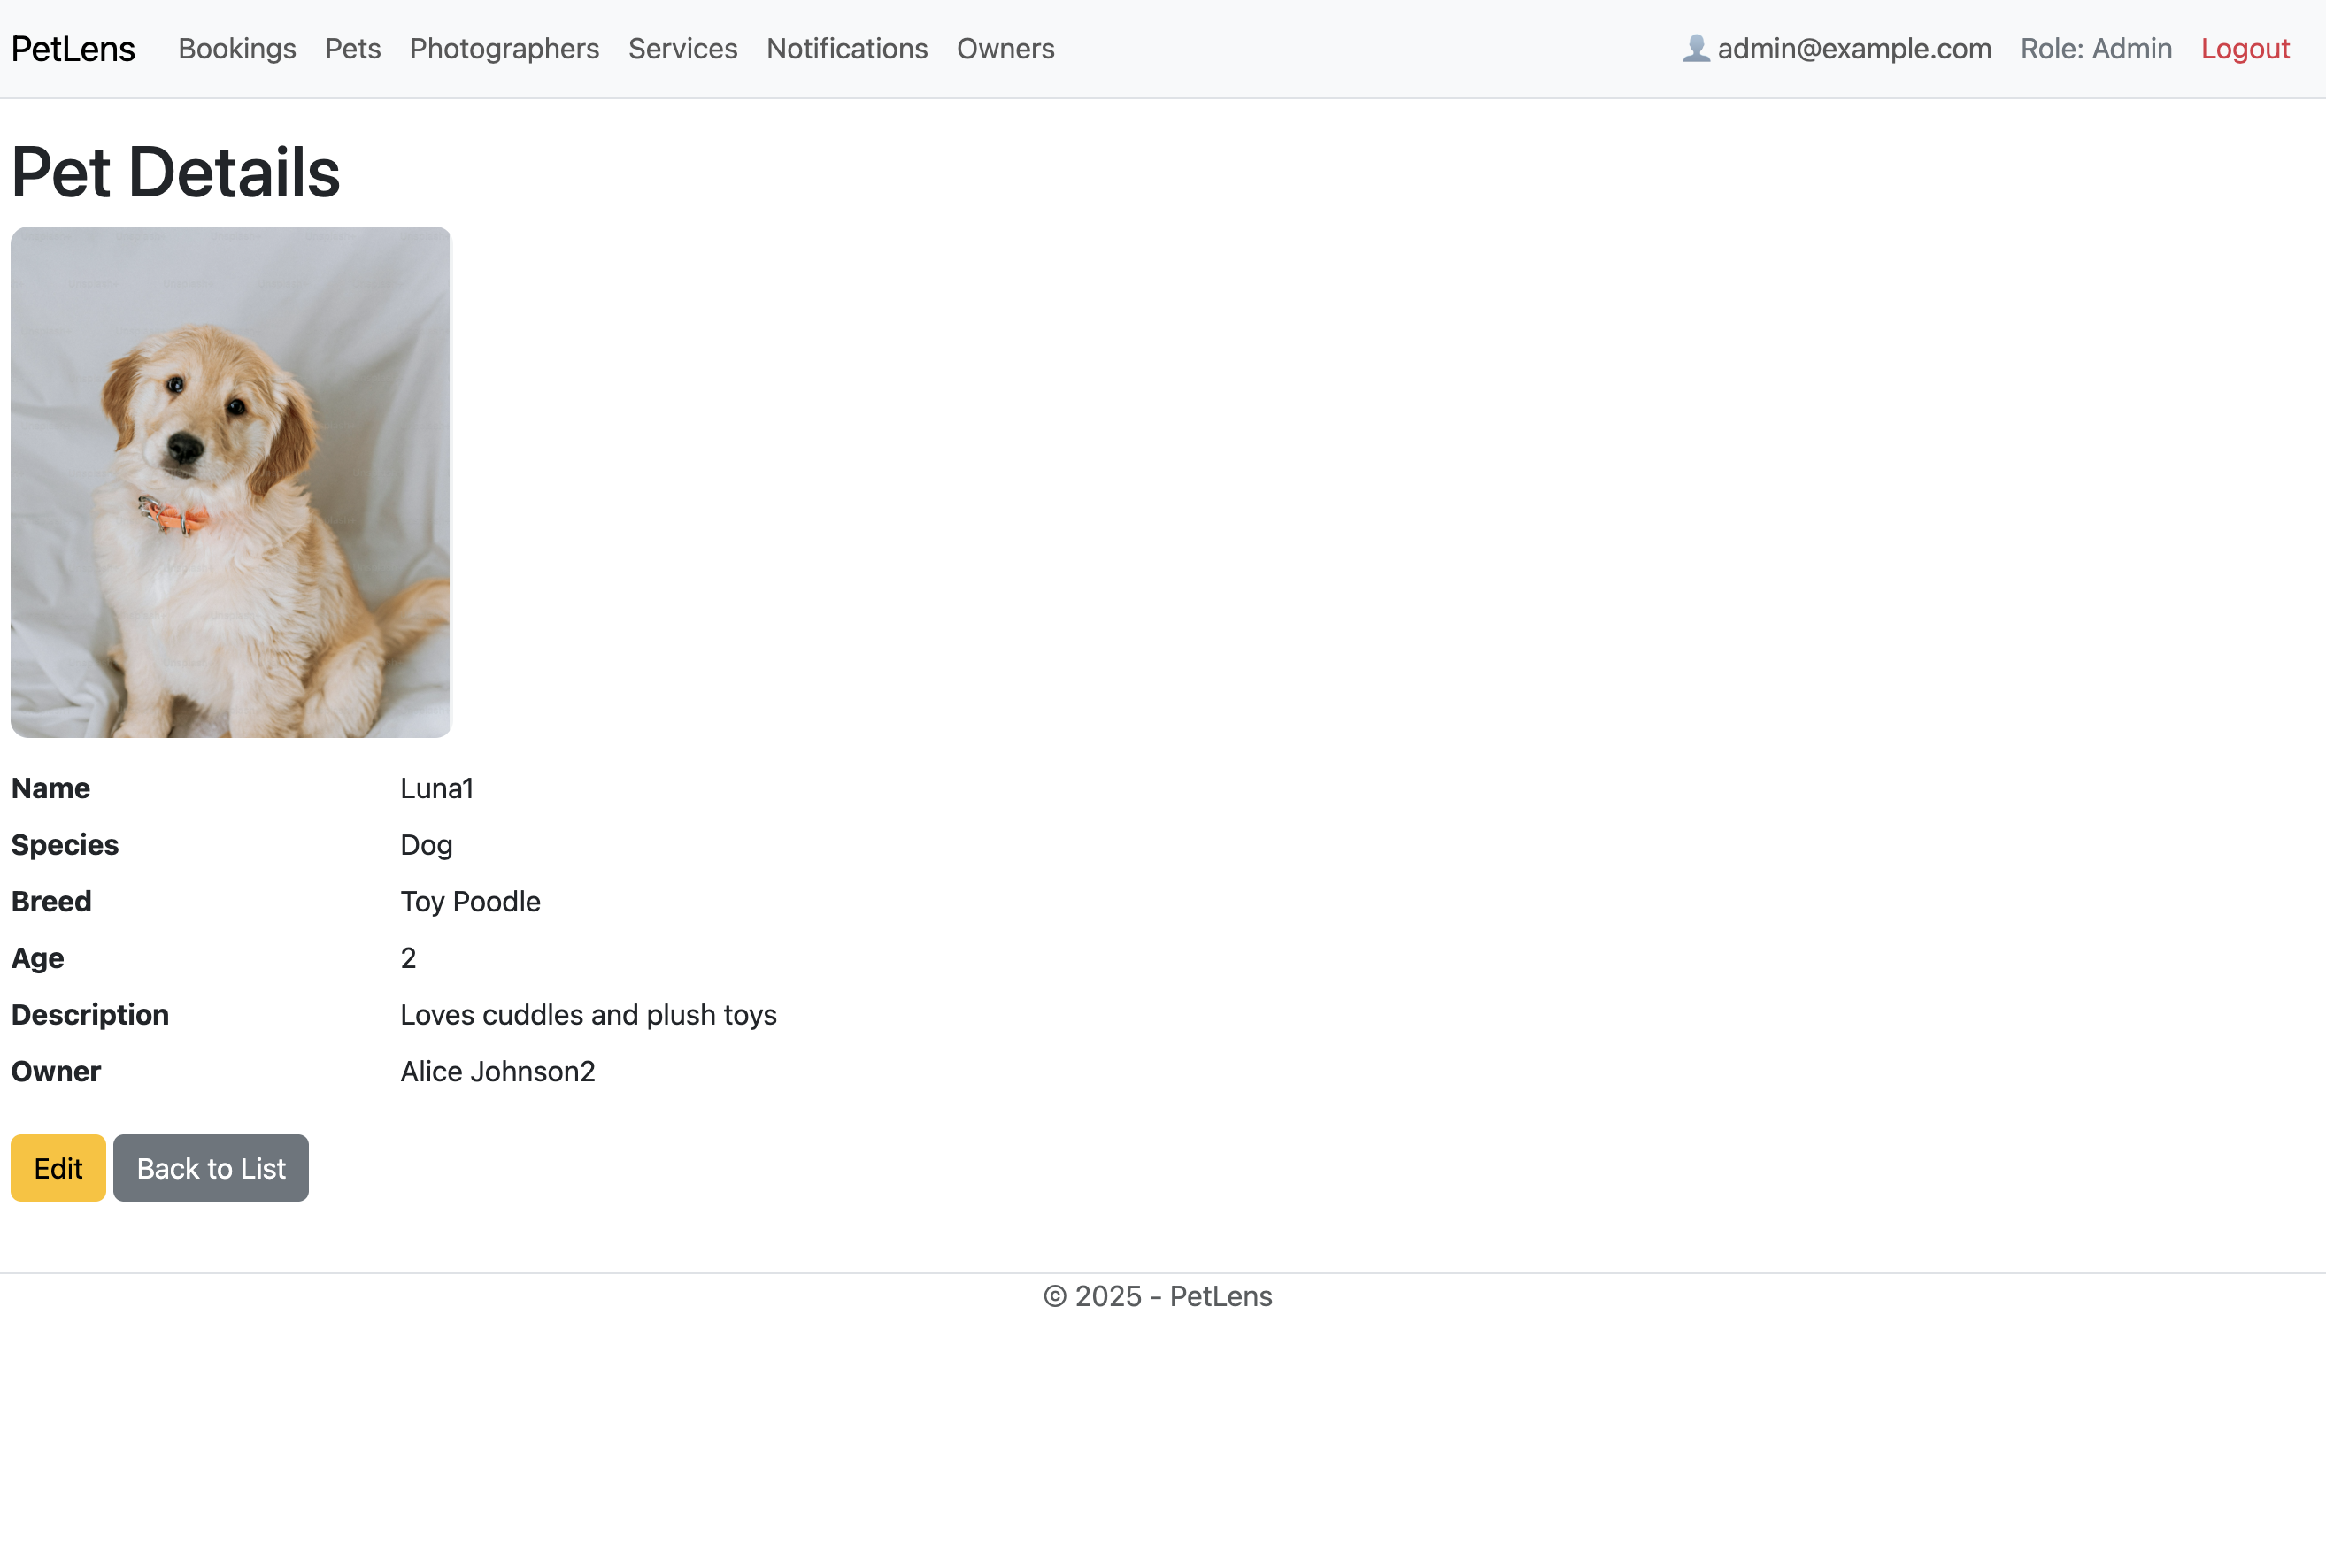 PetLens Bookings Pets Photographers Services Notifications Owners 👤 admin@example.com Role: Admin Logout
Pet Details
Name Luna1
Species Dog
Breed Toy Poodle
Age 2
Description Loves cuddles and plush toys
Owner Alice Johnson2
Edit Back to List
© 2025 - PetLens